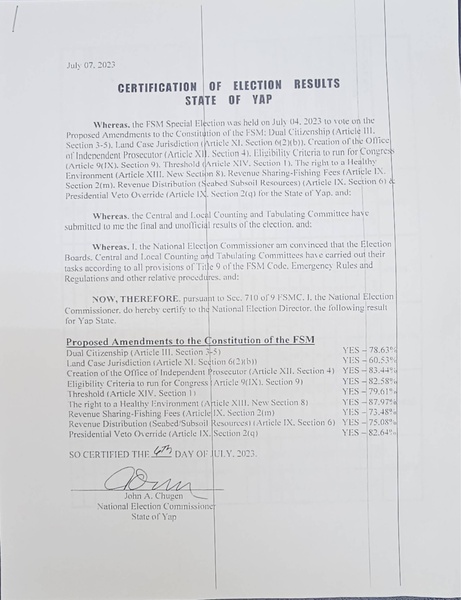 July 07, 2023
CERTIFICATION OF ELECTION RESULTS
STATE OF YAP
Whereas, the FSM Special Election was held on July 04, 2023 to vote on the
Proposed Amendments to the Constitution of the FSM: Dual Citizenship (Article III,
Section 3-5), Land Case Jurisdiction (Article XI, Section 6(2)(b)), Creation of the Office
of Independent Prosecutor (Article XII, Section 4), Eligibility Criteria to run for Congress
(Article 9(IX), Section 9), Threshold (Article XIV, Section 1), The right to a Healthy
Environment (Article XIII, New Section 8), Revenue Sharing-Fishing Fees (Article IX,
Section 2(m), Revenue Distribution (Seabed Subsoil Resources) (Article IX, Section 6) &
Presidential Veto Override (Article IX, Section 2(q) for the State of Yap, and;
Whereas, the Central and Local Counting and Tabulating Committee have
submitted to me the final and unofficial results of the election, and;
Whereas, I, the National Election Commissioner am convinced that the Election
Boards, Central and Local Counting and Tabulating Committees have carried out their
tasks according to all provisions of Title 9 of the FSM Code, Emergency Rules and
Regulations and other relative procedures, and;
NOW, THEREFORE, pursuant to Sec. 710 of 9 FSMC, I, the National Election
Commissioner, do hereby certify to the National Election Director, the following result
for Yap State.
Proposed Amendments to the Constitution of the FSM
Dual Citizenship (Article III, Section 3-5) YES – 78.63%
Land Case Jurisdiction (Article XI, Section 6(2)(b)) YES – 60.53%
Creation of the Office of Independent Prosecutor (Article XII, Section 4) YES – 83.44%
Eligibility Criteria to run for Congress (Article 9(IX), Section 9) YES – 82.58%
Threshold (Article XIV, Section 1) YES – 79.61%
The right to a Healthy Environment (Article XIII, New Section 8) YES – 87.97%
Revenue Sharing-Fishing Fees (Article IX, Section 2(m) YES – 73.48%
Revenue Distribution (Seabed/Subsoil Resources) (Article IX, Section 6) YES – 75.08%
Presidential Veto Override (Article IX, Section 2(q) YES – 82.64%
SO CERTIFIED THE 6th DAY OF JULY, 2023.
John A. Chugen
National Election Commissioner
State of Yap